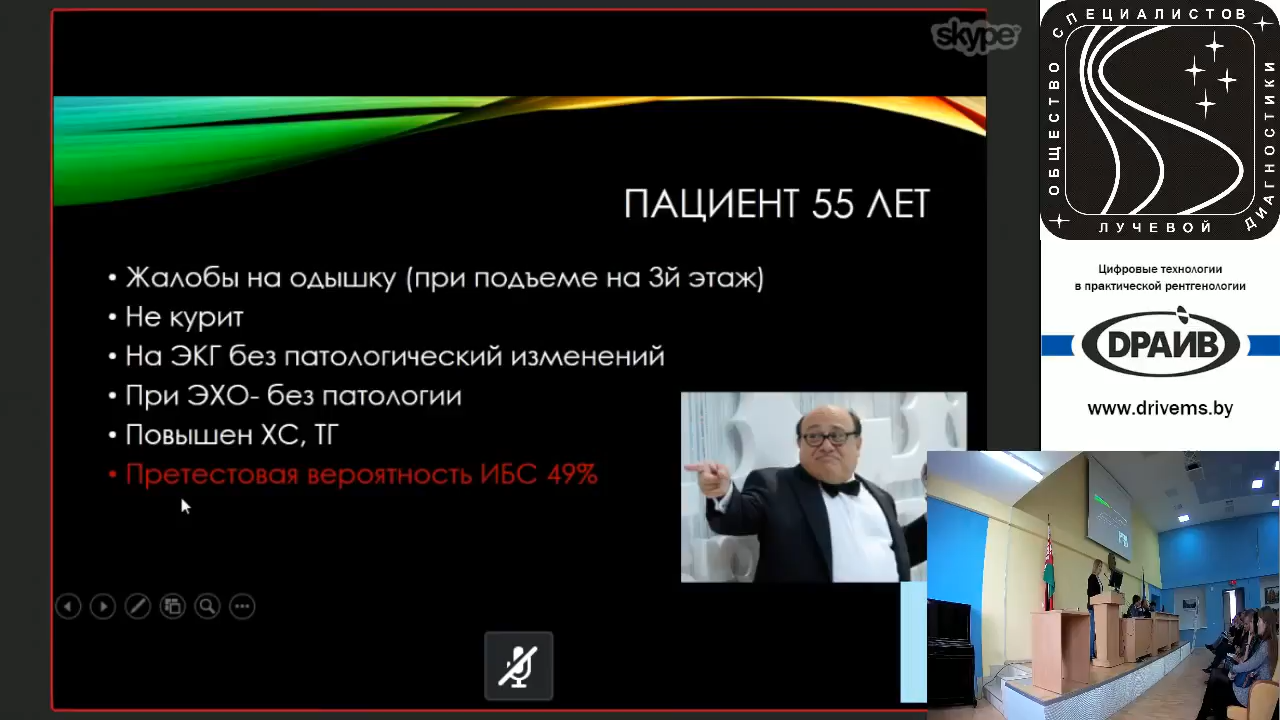 skype
ПАЦИЕНТ 55 ЛЕТ
• Жалобы на одышку (при подъеме на 3й этаж)
• Не курит
• На ЭКГ без патологический изменений
• При ЭХО- без патологии
• Повышен ХС, ТГ
• Претестовая вероятность ИБС 49%
ОБЩЕСТВО СПЕЦИАЛИСТОВ
ЛУЧЕВОЙ ДИАГНОСТИКИ
Цифровые технологии
в практической рентгенологии
DРАЙВ
www.drivems.by